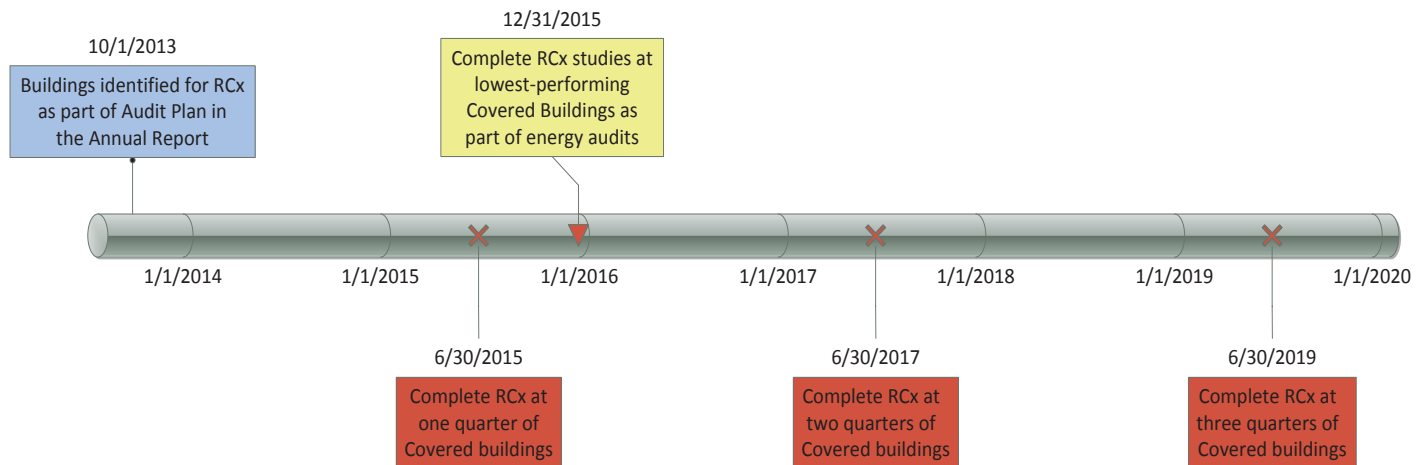 10/1/2013
Buildings identified for RCx
as part of Audit Plan in
the Annual Report
12/31/2015
Complete RCx studies at
lowest-performing
Covered Buildings as
part of energy audits
1/1/2014
1/1/2015
1/1/2016
1/1/2017
1/1/2018
1/1/2019
1/1/2020
6/30/2015
Complete RCx at
one quarter of
Covered buildings
6/30/2017
Complete RCx at
two quarters of
Covered buildings
6/30/2019
Complete RCx at
three quarters of
Covered buildings